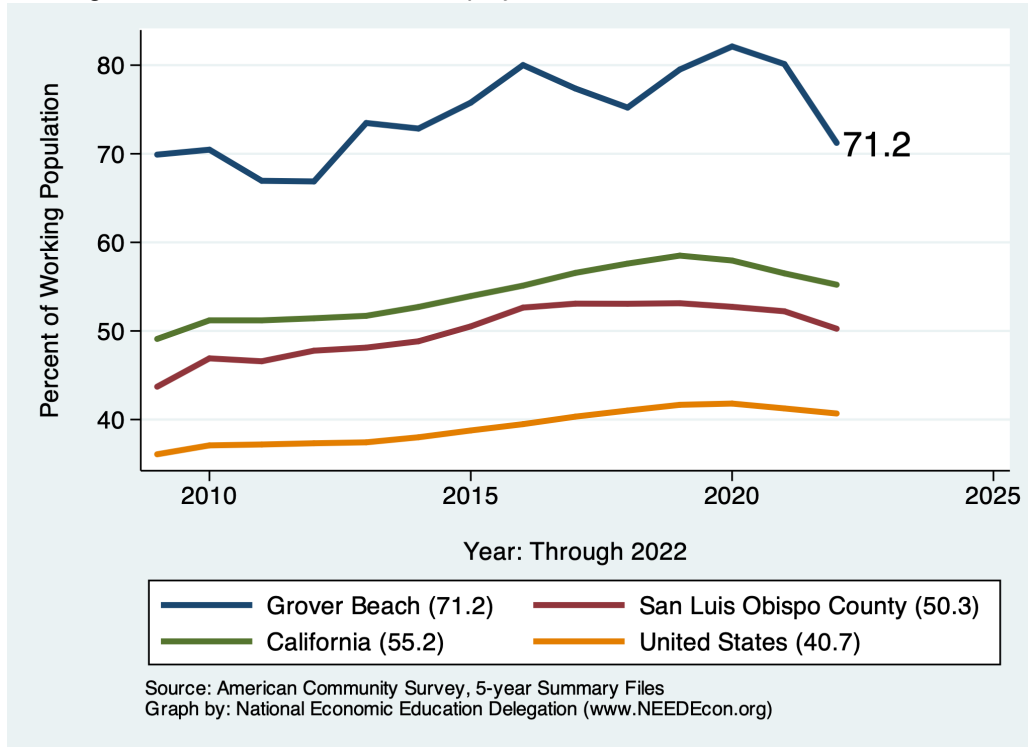 80
70
60
50
40
Percent of Working Population
71.2
2010
2015
2020
2025
Year: Through 2022
Grover Beach (71.2)
San Luis Obispo County (50.3)
California (55.2)
United States (40.7)
Source: American Community Survey, 5-year Summary Files
Graph by: National Economic Education Delegation (www.NEEDEcon.org)